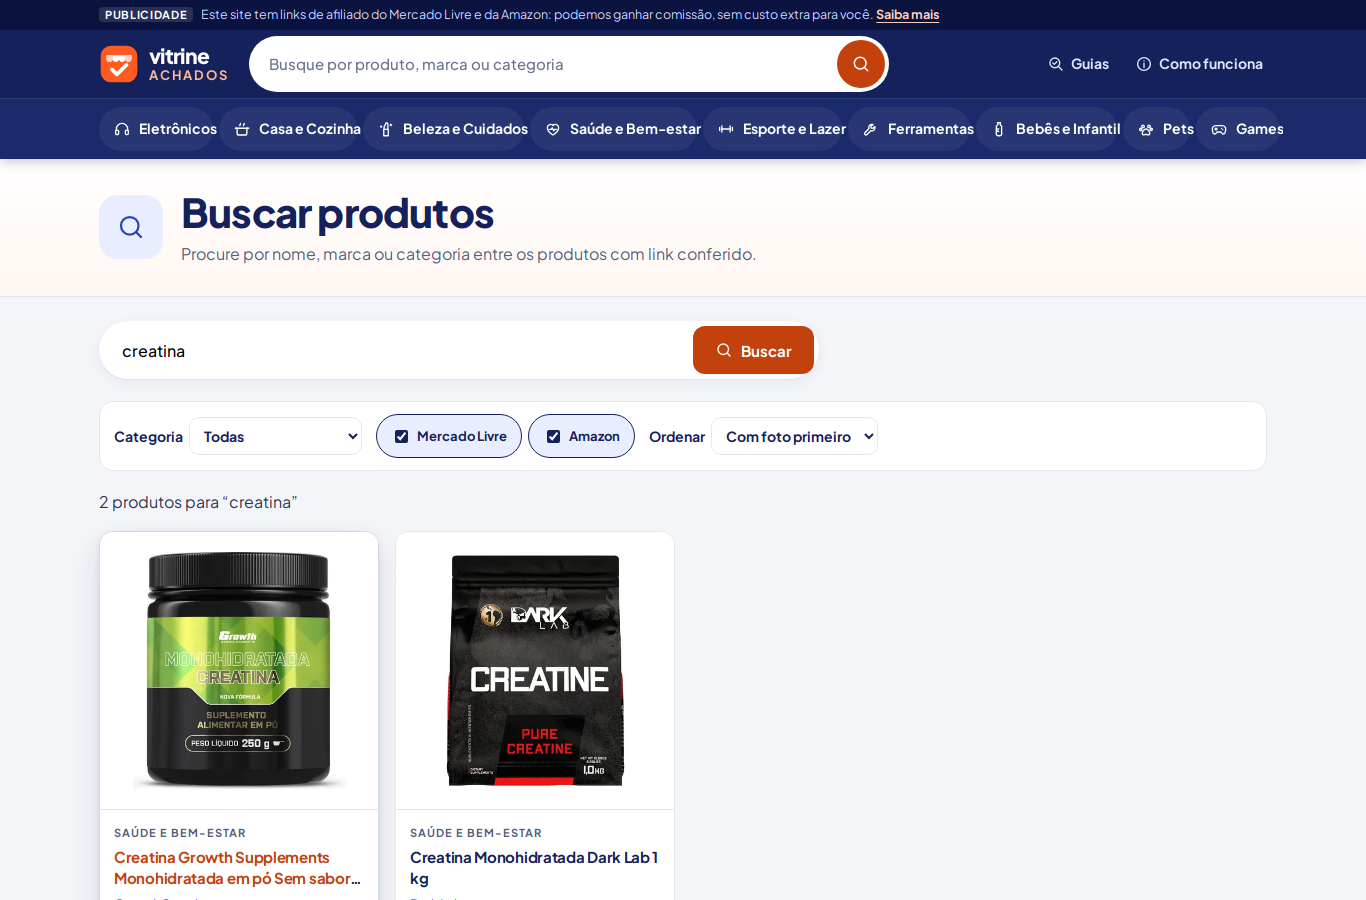 PUBLICIDADE Este site tem links de afiliado do Mercado Livre e da Amazon: podemos ganhar comissão, sem custo extra para você. Saiba mais
vitrine
ACHADOS
Busque por produto, marca ou categoria
Guias
Como funciona
Eletrônicos
Casa e Cozinha
Beleza e Cuidados
Saúde e Bem-estar
Esporte e Lazer
Ferramentas
Bebês e Infantil
Pets
Games
Buscar produtos
Procure por nome, marca ou categoria entre os produtos com link conferido.
creatina
Buscar
Categoria
Todas
Mercado Livre
Amazon
Ordenar
Com foto primeiro
2 produtos para “creatina”
Growth
MONOHIDRATADA
CREATINA
NOVA FÓRMULA
SUPLEMENTO
ALIMENTAR EM PÓ
PESO LÍQUIDO 250 g
DARK
LAB
CREATINE
PURE
CREATINE
1,0KG
SAÚDE E BEM-ESTAR
Creatina Growth Supplements
Monohidratada em pó Sem sabor…
SAÚDE E BEM-ESTAR
Creatina Monohidratada Dark Lab 1
kg